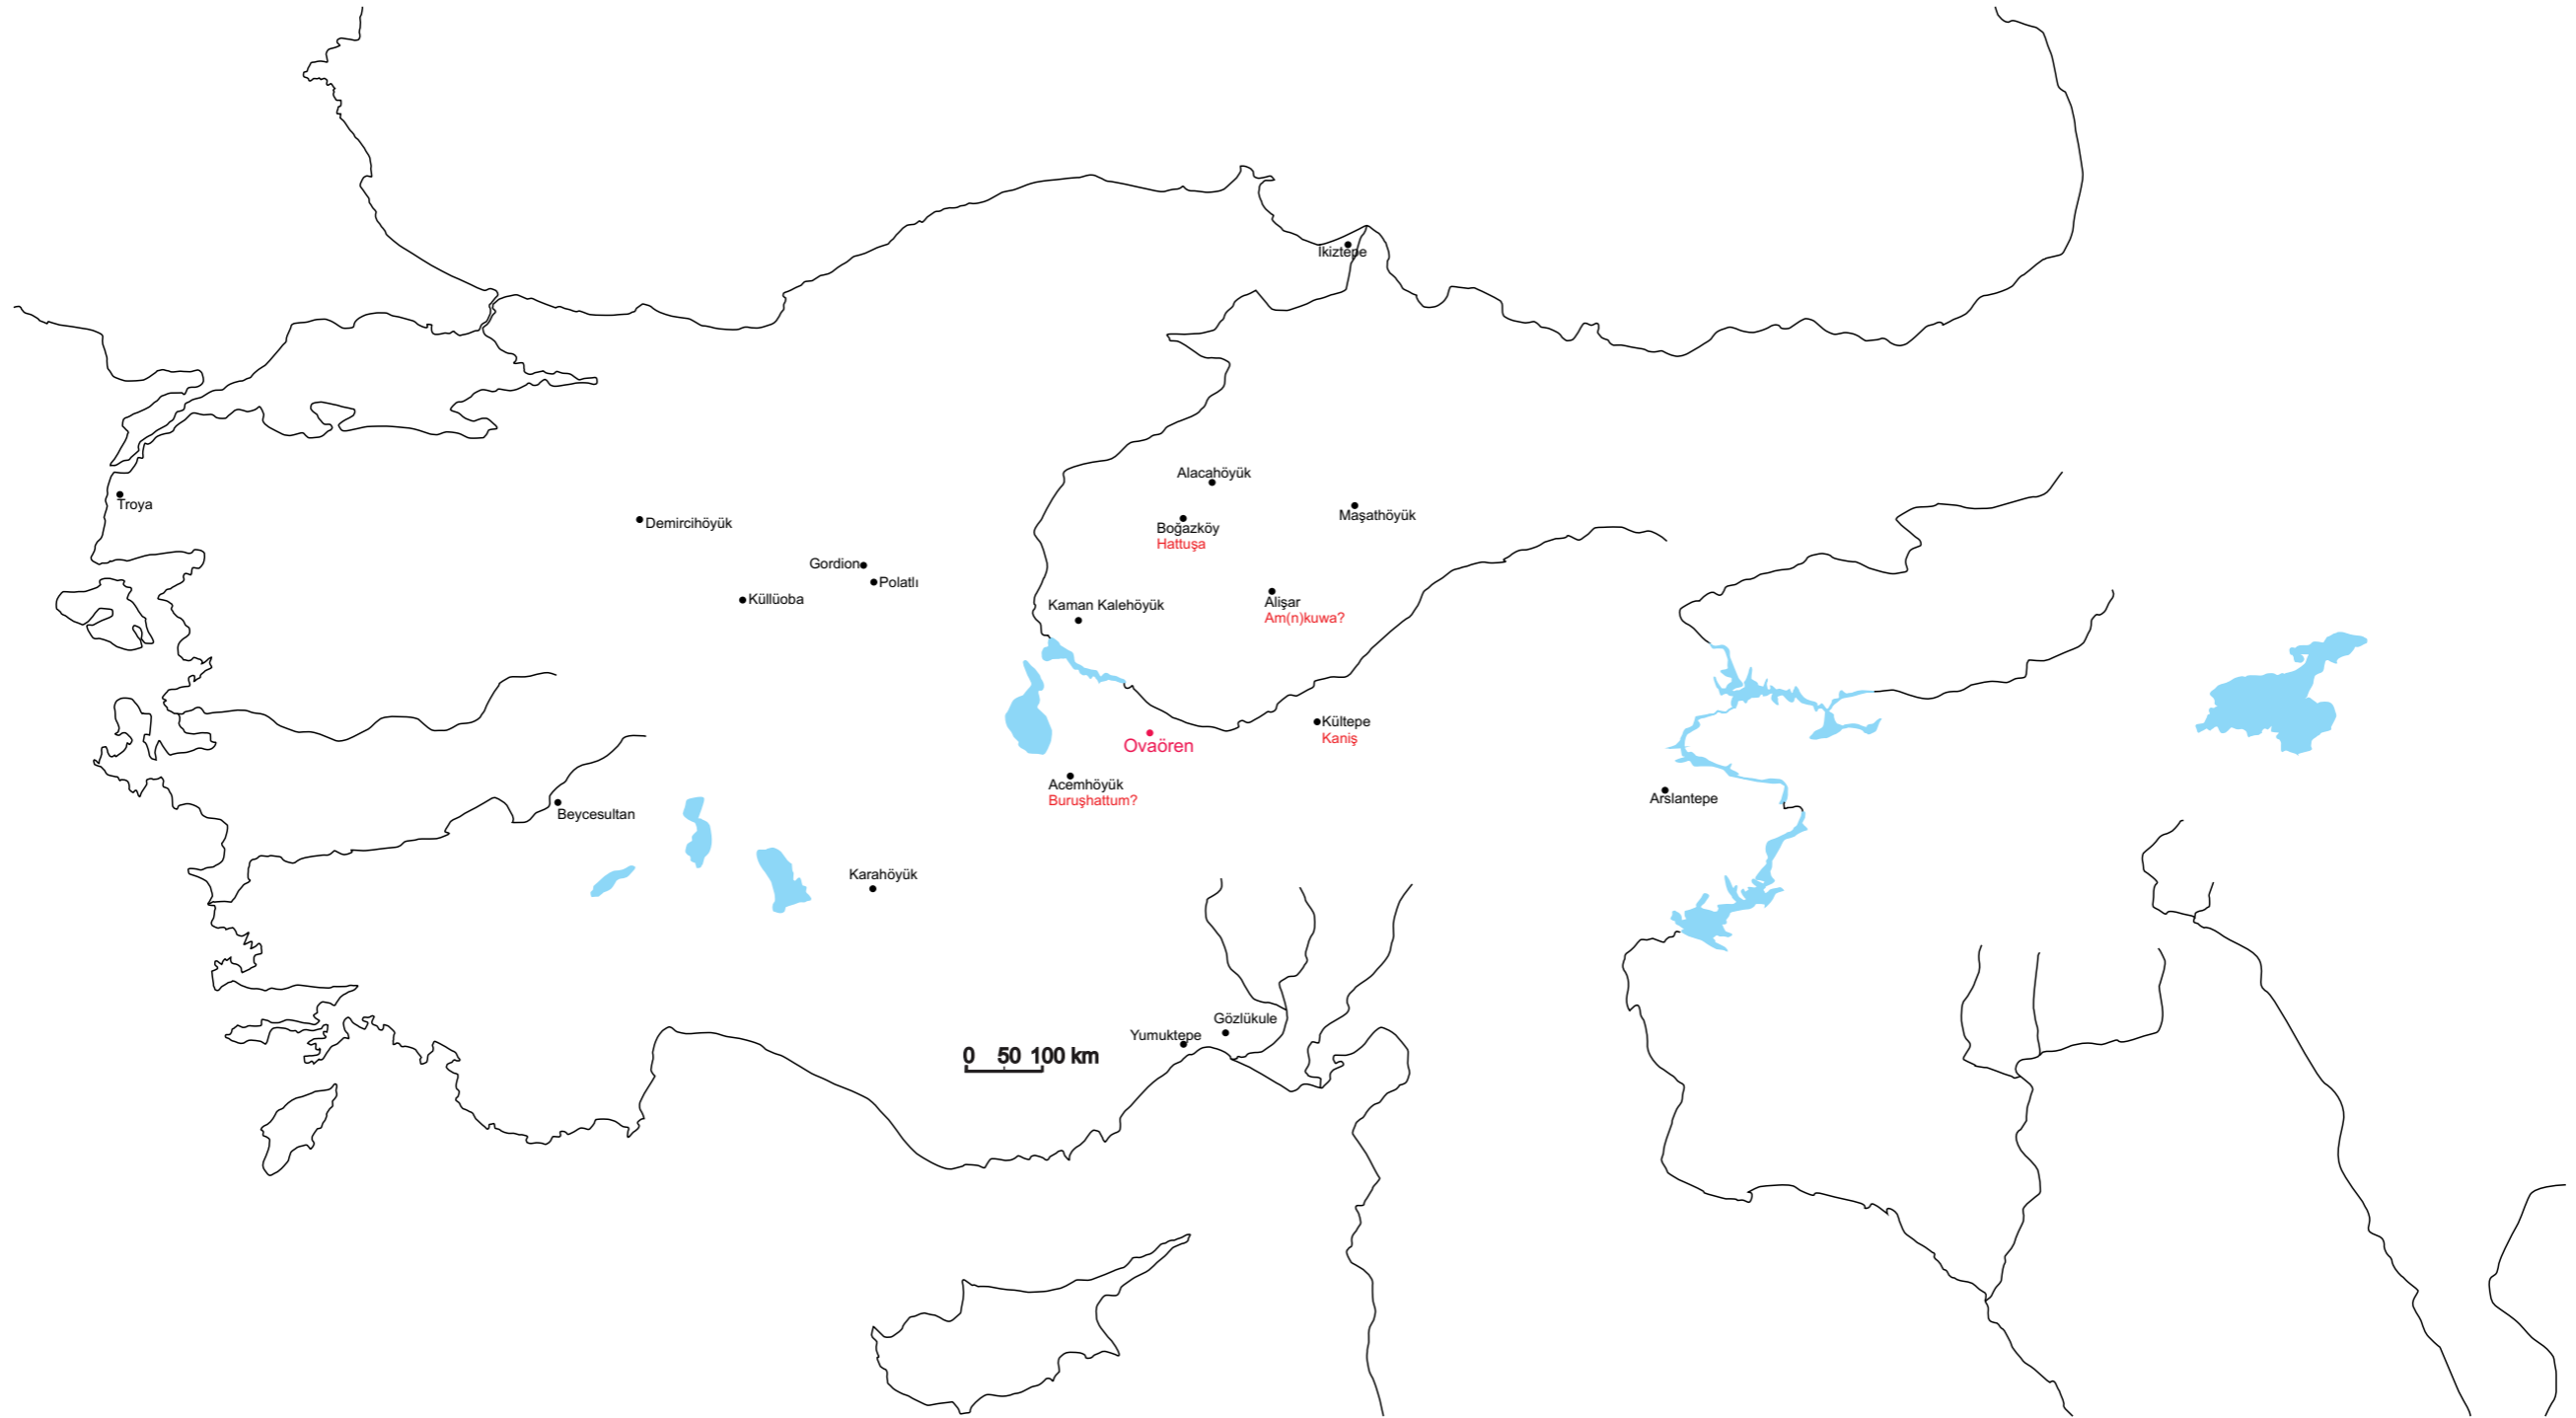 Ikiztepe
Alacahöyük
Troya
Maşathöyük
Demircihöyük
Boğazköy
Hattuşa
Gordion
Polatlı
Küllüoba
Kaman Kalehöyük
Alişar
Am(n)kuwa?
Kültepe
Kaniş
Ovaören
Acemhöyük
Buruşhattum?
Arslantepe
Beycesultan
Karahöyük
Gözlükule
Yumuktepe
0 50 100 km